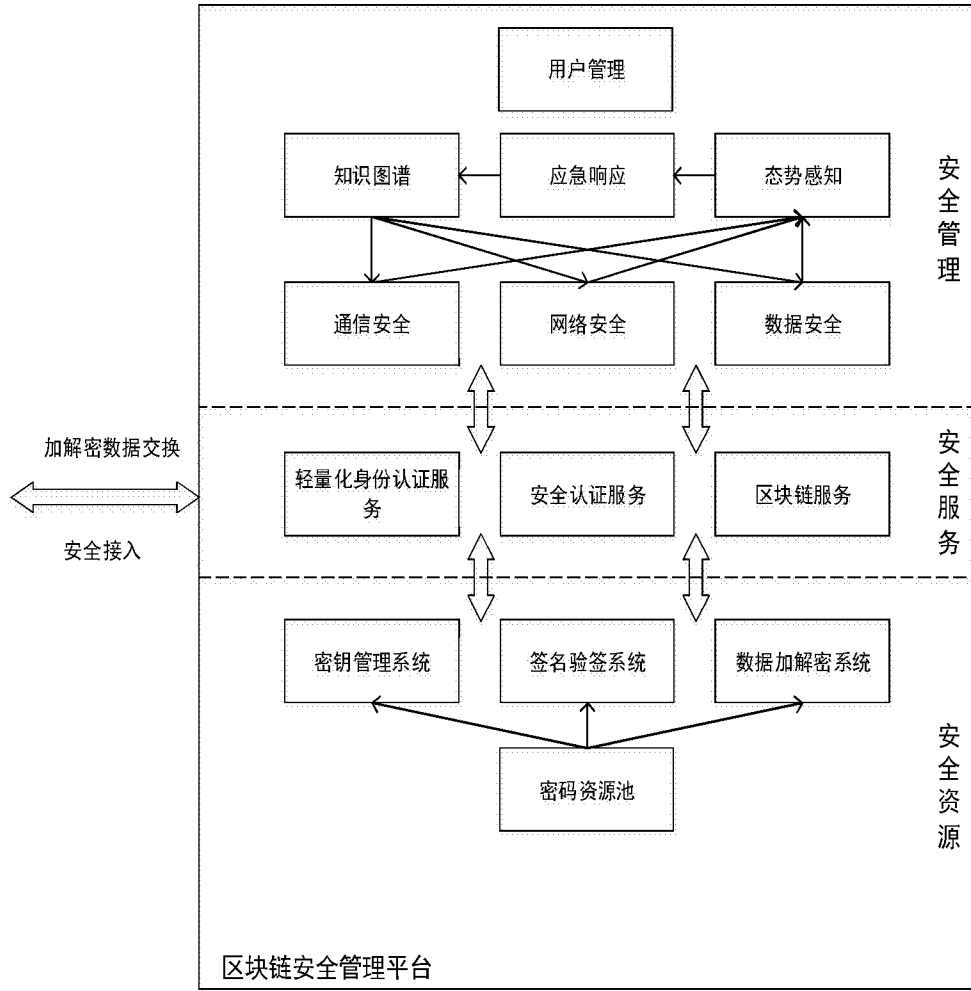 用户管理
知识图谱
应急响应
态势感知
安全管理
通信安全
网络安全
数据安全
加解密数据交换
安全接入
轻量化身份认证服
务
安全认证服务
区块链服务
安全服务
密钥管理系统
签名验签系统
数据加解密系统
密码资源池
安全资源
区块链安全管理平台